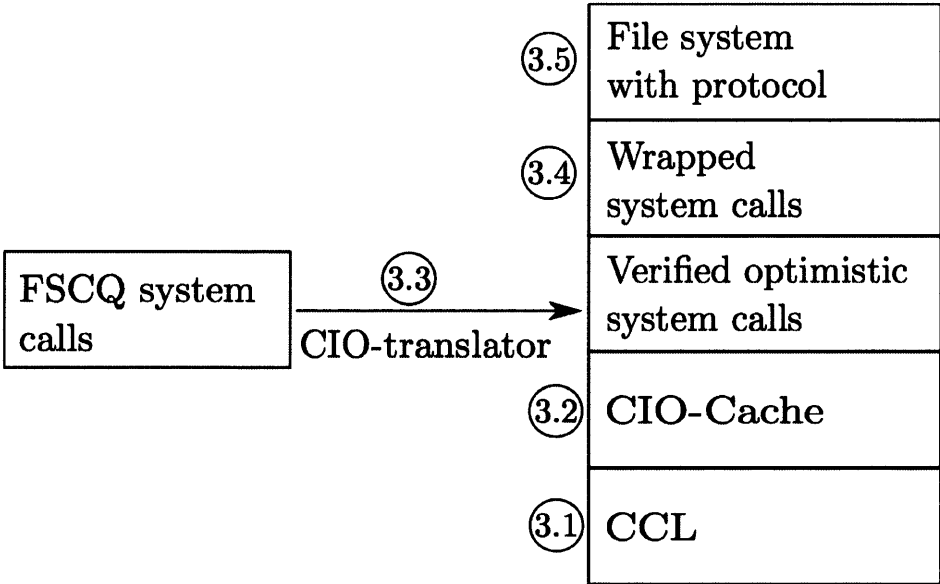 3.5
File system
with protocol
3.4
Wrapped
system calls
FSCQ system
calls
3.3
CIO-translator
Verified optimistic
system calls
3.2
CIO-Cache
3.1
CCL